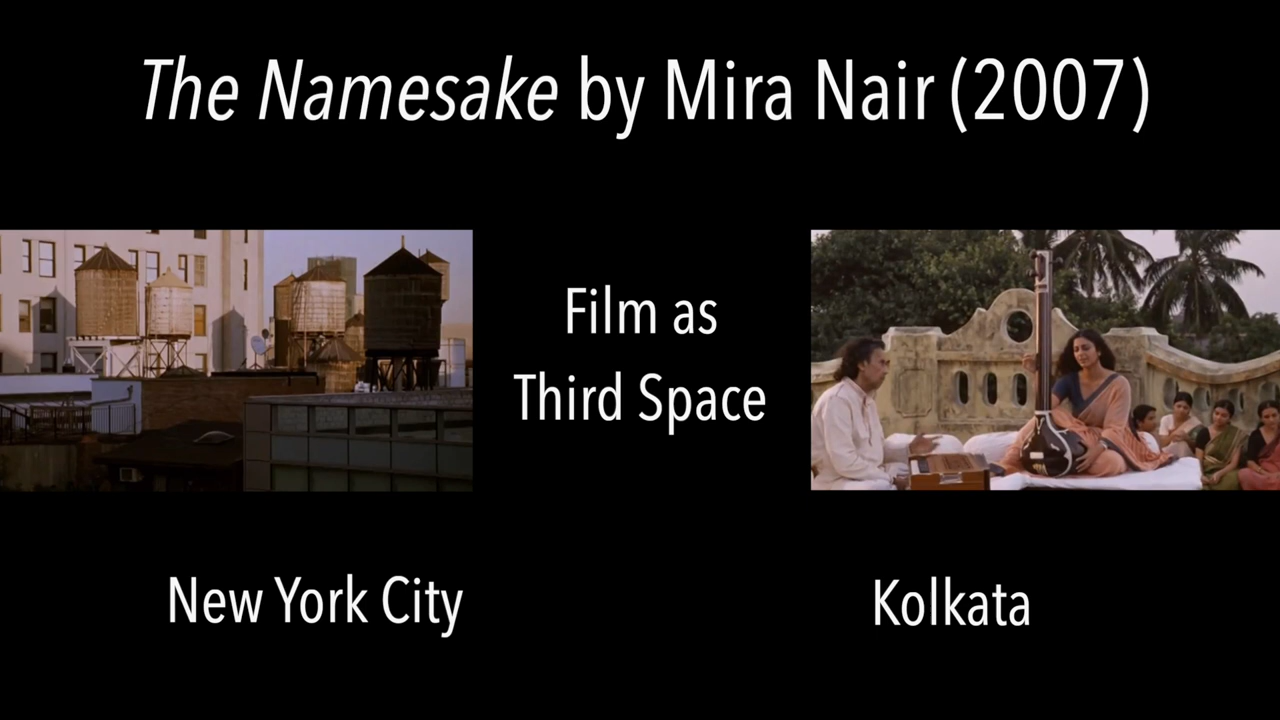 The Namesake by Mira Nair (2007)
Film as
Third Space
New York City
Kolkata